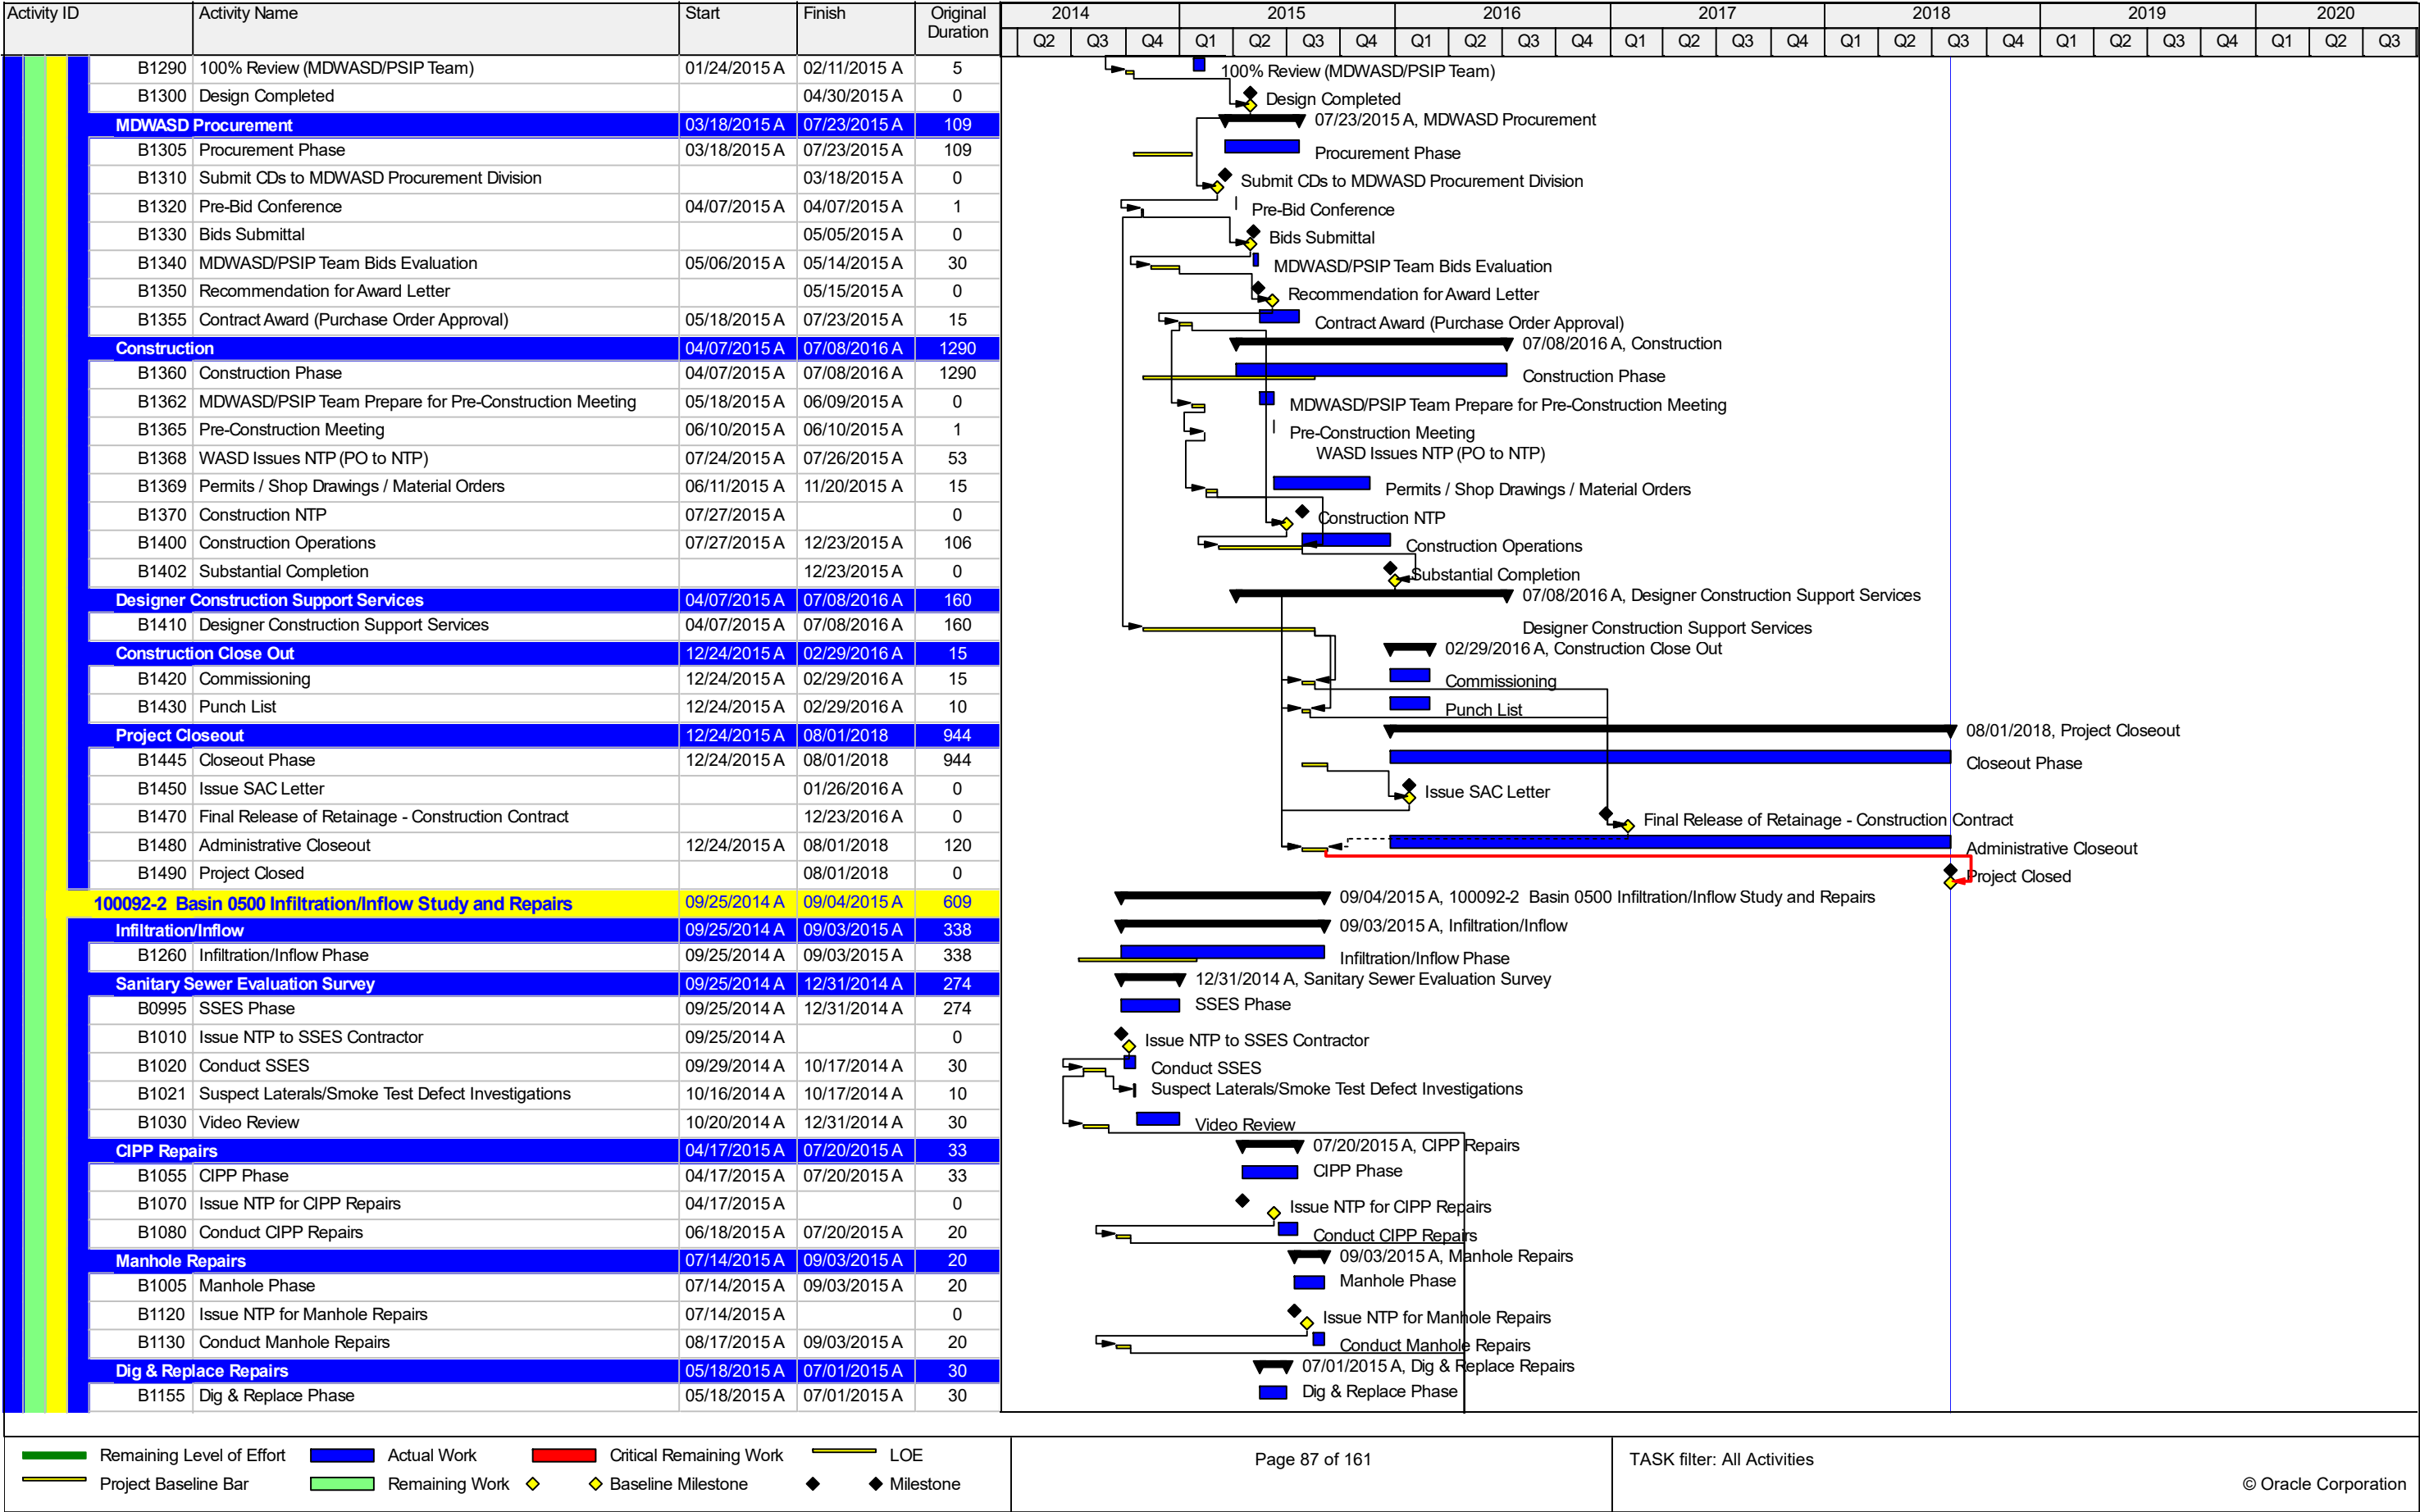 Activity ID Activity Name Start Finish Original Duration 2014 2015 2016 2017 2018 2019 2020
Q2 Q3 Q4 Q1 Q2 Q3 Q4 Q1 Q2 Q3 Q4 Q1 Q2 Q3 Q4 Q1 Q2 Q3 Q4 Q1 Q2 Q3 Q4 Q1 Q2 Q3
B1290 100% Review (MDWASD/PSIP Team) 01/24/2015 A 02/11/2015 A 5 100% Review (MDWASD/PSIP Team)
B1300 Design Completed 04/30/2015 A 0 Design Completed
MDWASD Procurement 03/18/2015 A 07/23/2015 A 109 07/23/2015 A, MDWASD Procurement
B1305 Procurement Phase 03/18/2015 A 07/23/2015 A 109 Procurement Phase
B1310 Submit CDs to MDWASD Procurement Division 03/18/2015 A 0 Submit CDs to MDWASD Procurement Division
B1320 Pre-Bid Conference 04/07/2015 A 04/07/2015 A 1 Pre-Bid Conference
B1330 Bids Submittal 05/05/2015 A 0 Bids Submittal
B1340 MDWASD/PSIP Team Bids Evaluation 05/06/2015 A 05/14/2015 A 30 MDWASD/PSIP Team Bids Evaluation
B1350 Recommendation for Award Letter 05/15/2015 A 0 Recommendation for Award Letter
B1355 Contract Award (Purchase Order Approval) 05/18/2015 A 07/23/2015 A 15 Contract Award (Purchase Order Approval)
Construction 04/07/2015 A 07/08/2016 A 1290 07/08/2016 A, Construction
B1360 Construction Phase 04/07/2015 A 07/08/2016 A 1290 Construction Phase
B1362 MDWASD/PSIP Team Prepare for Pre-Construction Meeting 05/18/2015 A 06/09/2015 A 0 MDWASD/PSIP Team Prepare for Pre-Construction Meeting
B1365 Pre-Construction Meeting 06/10/2015 A 06/10/2015 A 1 Pre-Construction Meeting
B1368 WASD Issues NTP (PO to NTP) 07/24/2015 A 07/26/2015 A 53 WASD Issues NTP (PO to NTP)
B1369 Permits / Shop Drawings / Material Orders 06/11/2015 A 11/20/2015 A 15 Permits / Shop Drawings / Material Orders
B1370 Construction NTP 07/27/2015 A 0 Construction NTP
B1400 Construction Operations 07/27/2015 A 12/23/2015 A 106 Construction Operations
B1402 Substantial Completion 12/23/2015 A 0 Substantial Completion
Designer Construction Support Services 04/07/2015 A 07/08/2016 A 160 07/08/2016 A, Designer Construction Support Services
B1410 Designer Construction Support Services 04/07/2015 A 07/08/2016 A 160 Designer Construction Support Services
Construction Close Out 12/24/2015 A 02/29/2016 A 15 02/29/2016 A, Construction Close Out
B1420 Commissioning 12/24/2015 A 02/29/2016 A 15 Commissioning
B1430 Punch List 12/24/2015 A 02/29/2016 A 10 Punch List
Project Closeout 12/24/2015 A 08/01/2018 944 08/01/2018, Project Closeout
B1445 Closeout Phase 12/24/2015 A 08/01/2018 944 Closeout Phase
B1450 Issue SAC Letter 01/26/2016 A 0 Issue SAC Letter
B1470 Final Release of Retainage - Construction Contract 12/23/2016 A 0 Final Release of Retainage - Construction Contract
B1480 Administrative Closeout 12/24/2015 A 08/01/2018 120 Administrative Closeout
B1490 Project Closed 08/01/2018 0 Project Closed
100092-2 Basin 0500 Infiltration/Inflow Study and Repairs 09/25/2014 A 09/04/2015 A 609 09/04/2015 A, 100092-2 Basin 0500 Infiltration/Inflow Study and Repairs
Infiltration/Inflow 09/25/2014 A 09/03/2015 A 338 09/03/2015 A, Infiltration/Inflow
B1260 Infiltration/Inflow Phase 09/25/2014 A 09/03/2015 A 338 Infiltration/Inflow Phase
Sanitary Sewer Evaluation Survey 09/25/2014 A 12/31/2014 A 274 12/31/2014 A, Sanitary Sewer Evaluation Survey
B0995 SSES Phase 09/25/2014 A 12/31/2014 A 274 SSES Phase
B1010 Issue NTP to SSES Contractor 09/25/2014 A 0 Issue NTP to SSES Contractor
B1020 Conduct SSES 09/29/2014 A 10/17/2014 A 30 Conduct SSES
B1021 Suspect Laterals/Smoke Test Defect Investigations 10/16/2014 A 10/17/2014 A 10 Suspect Laterals/Smoke Test Defect Investigations
B1030 Video Review 10/20/2014 A 12/31/2014 A 30 Video Review
CIPP Repairs 04/17/2015 A 07/20/2015 A 33 07/20/2015 A, CIPP Repairs
B1055 CIPP Phase 04/17/2015 A 07/20/2015 A 33 CIPP Phase
B1070 Issue NTP for CIPP Repairs 04/17/2015 A 0 Issue NTP for CIPP Repairs
B1080 Conduct CIPP Repairs 06/18/2015 A 07/20/2015 A 20 Conduct CIPP Repairs
Manhole Repairs 07/14/2015 A 09/03/2015 A 20 09/03/2015 A, Manhole Repairs
B1005 Manhole Phase 07/14/2015 A 09/03/2015 A 20 Manhole Phase
B1120 Issue NTP for Manhole Repairs 07/14/2015 A 0 Issue NTP for Manhole Repairs
B1130 Conduct Manhole Repairs 08/17/2015 A 09/03/2015 A 20 Conduct Manhole Repairs
Dig & Replace Repairs 05/18/2015 A 07/01/2015 A 30 07/01/2015 A, Dig & Replace Repairs
B1155 Dig & Replace Phase 05/18/2015 A 07/01/2015 A 30 Dig & Replace Phase
Remaining Level of Effort Actual Work Critical Remaining Work LOE Page 87 of 161 TASK filter: All Activities
Project Baseline Bar Remaining Work Baseline Milestone Milestone
© Oracle Corporation